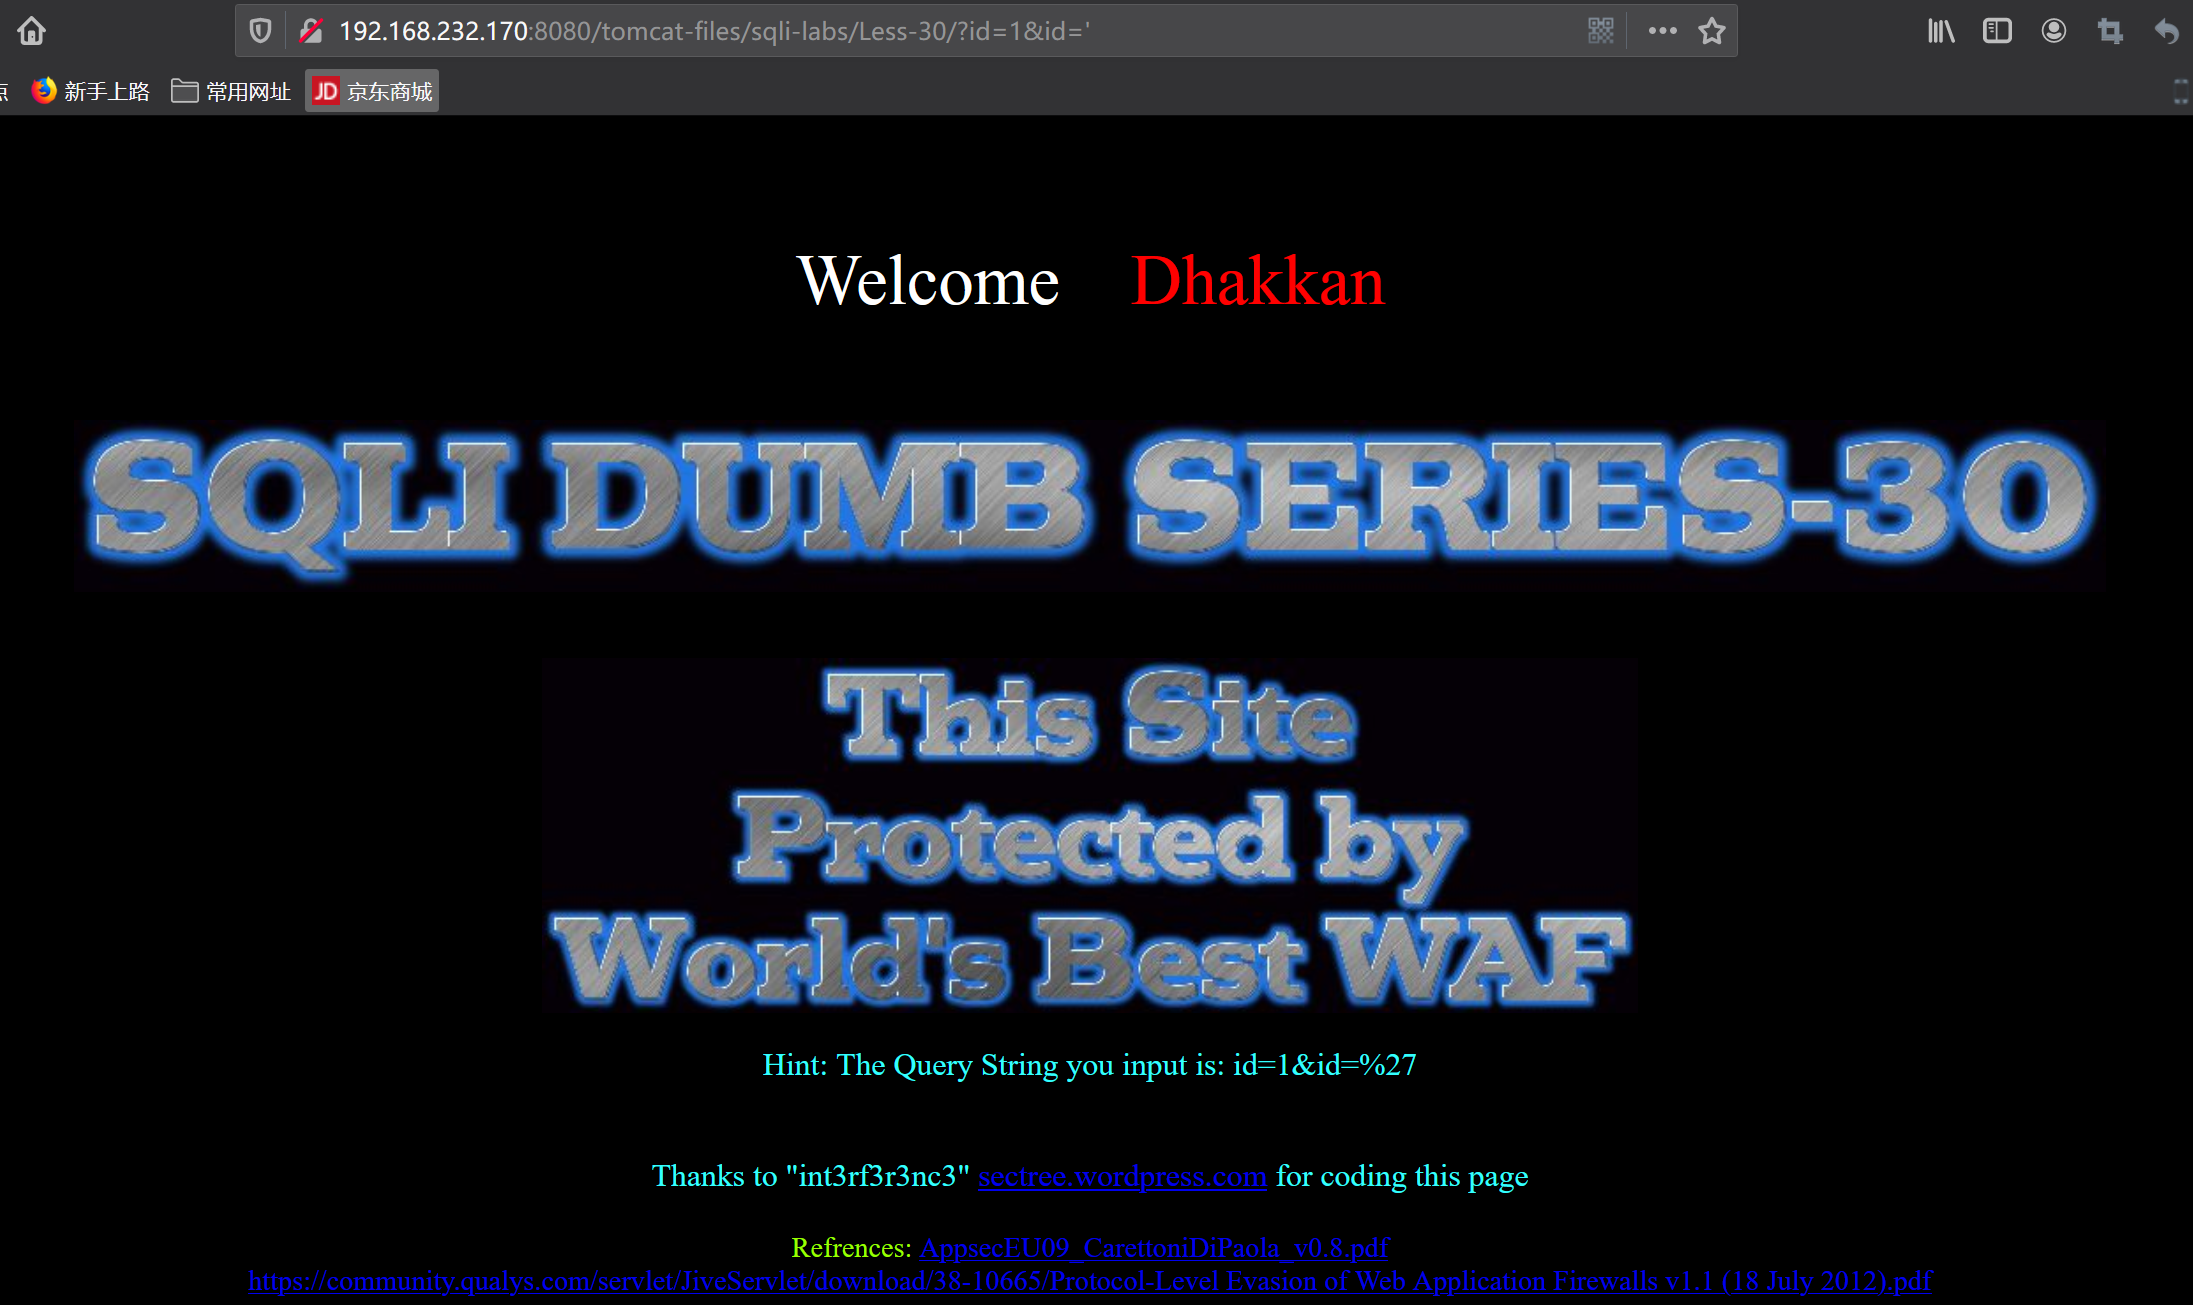 192.168.232.170:8080/tomcat-files/sqli-labs/Less-30/?id=1&id='
新手上路 常用网址 JD 京东商城
Welcome Dhakkan
SQLI DUMB SERIES-30
This Site
Protected by
World's Best WAF
Hint: The Query String you input is: id=1&id=%27
Thanks to "int3rf3r3nc3" sectree.wordpress.com for coding this page
Refrences: AppsecEU09_CarettoniDiPaola_v0.8.pdf
https://community.qualys.com/servlet/JiveServlet/download/38-10665/Protocol-Level Evasion of Web Application Firewalls v1.1 (18 July 2012).pdf